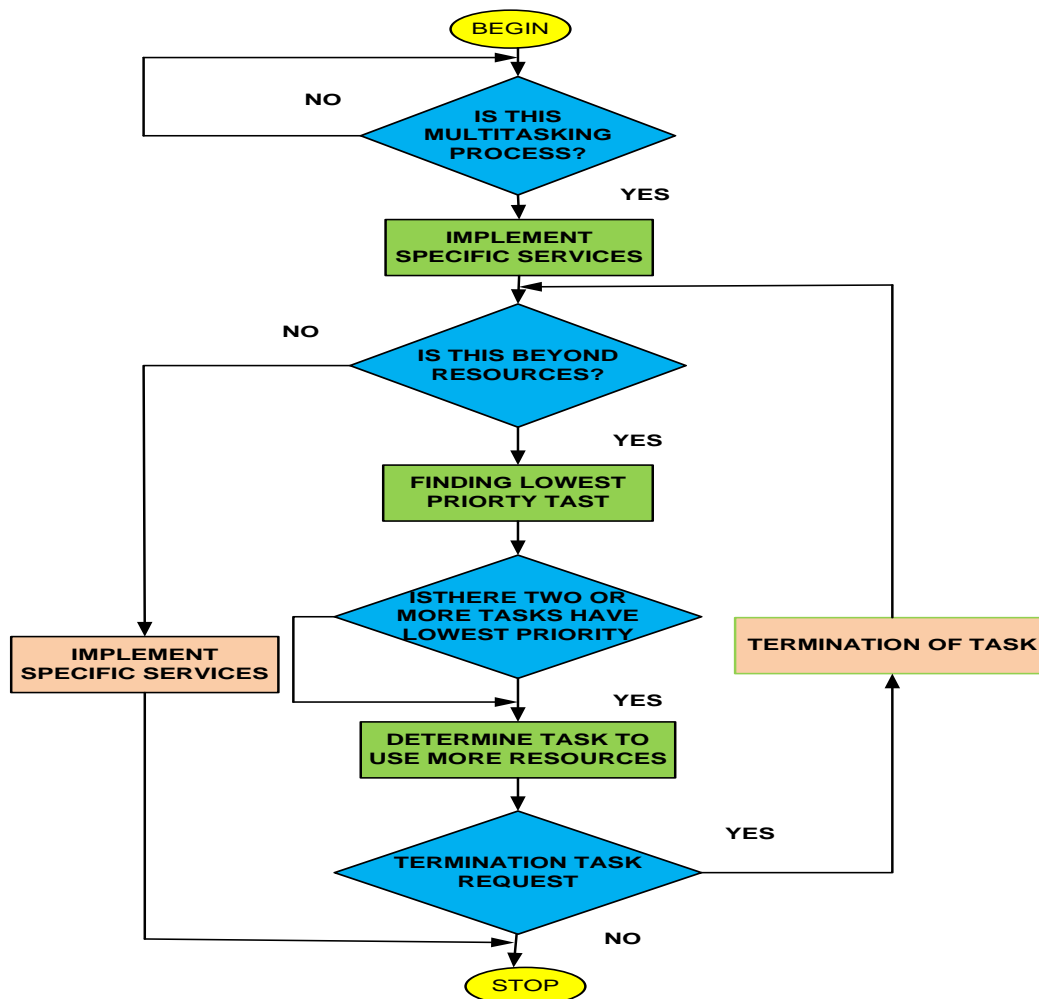 BEGIN
NO
IS THIS
MULTITASKING
PROCESS?
YES
IMPLEMENT
SPECIFIC SERVICES
NO
IS THIS BEYOND
RESOURCES?
YES
FINDING LOWEST
PRIORTY TAST
ISTHERE TWO OR
MORE TASKS HAVE
LOWEST PRIORITY
IMPLEMENT
SPECIFIC SERVICES
TERMINATION OF TASK
YES
DETERMINE TASK TO
USE MORE RESOURCES
YES
TERMINATION TASK
REQUEST
NO
STOP